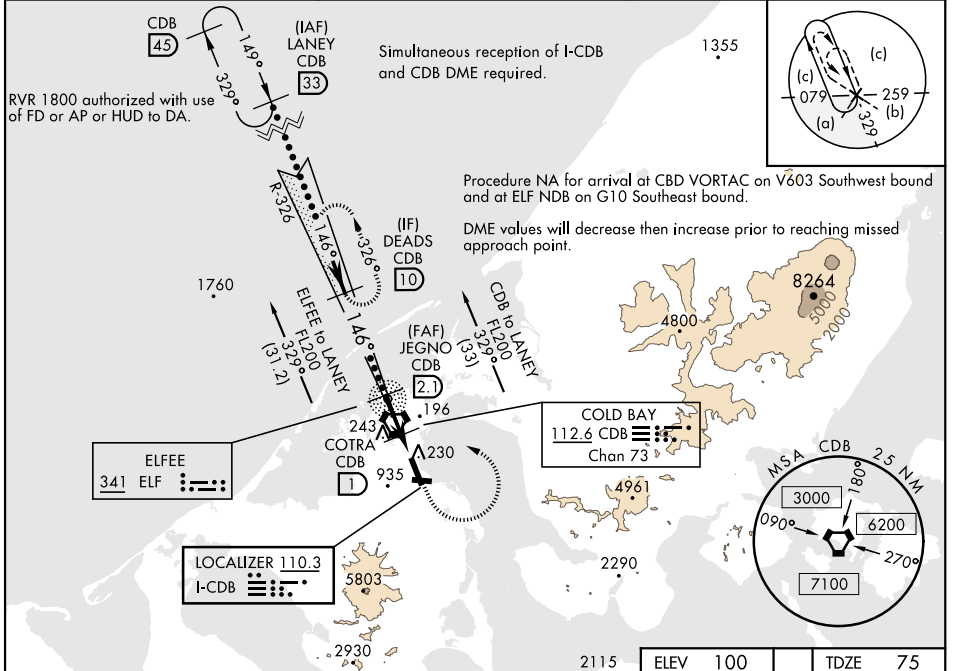 CDB
45
149°
329°
(IAF)
LANEY
CDB
33
Simultaneous reception of I-CDB
and CDB DME required.
1355
(c)
(c)
079
259
(a)
(b)
329
RVR 1800 authorized with use
of FD or AP or HUD to DA.
Procedure NA for arrival at CBD VORTAC on V603 Southwest bound
and at ELF NDB on G10 Southeast bound.
DME values will decrease then increase prior to reaching missed
approach point.
R-326
146°
326°
(IF)
DEADS
CDB
10
1760
ELFEE to LANEY
FL200
329°
(31.2)
146°
CDB to LANEY
FL200
329°
(33)
8264
5000
2000
4800
(FAF)
JEGNO
CDB
2.1
196
243
COTRA
CDB
1
230
935
COLD BAY
112.6 CDB
Chan 73
ELFEE
341 ELF
4961
MSA CDB 25 NM
180°
3000
090°
6200
270°
7100
LOCALIZER 110.3
I-CDB
5803
2290
2930
2115
ELEV 100
TDZE 75